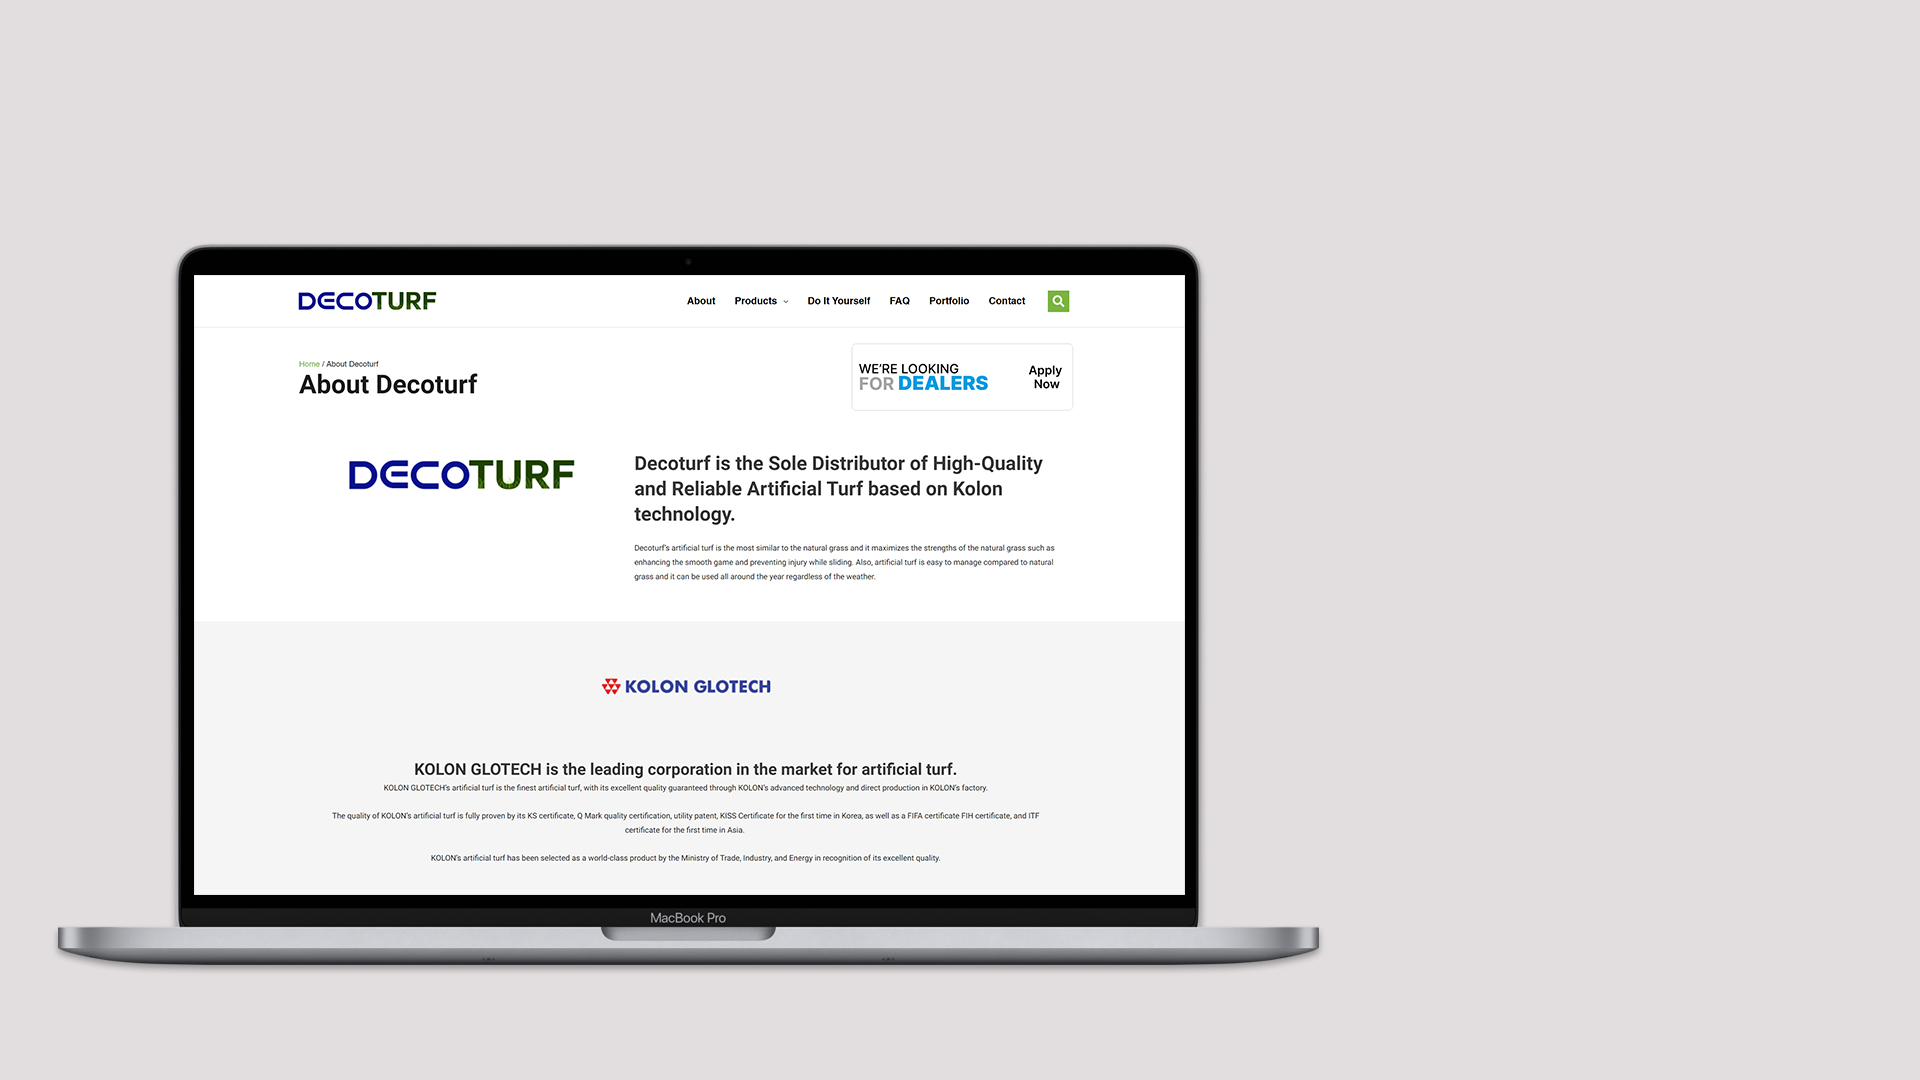 DECOTURF
About Products Do It Yourself FAQ Portfolio Contact
Home / About Decoturf
About Decoturf
WE'RE LOOKING
FOR DEALERS
Apply
Now
DECOTURF
Decoturf is the Sole Distributor of High-Quality
and Reliable Artificial Turf based on Kolon
technology.
Decoturf's artificial turf is the most similar to the natural grass and it maximizes the strengths of the natural grass such as
enhancing the smooth game and preventing injury while sliding. Also, artificial turf is easy to manage compared to natural
grass and it can be used all around the year regardless of the weather.
KOLON GLOTECH
KOLON GLOTECH is the leading corporation in the market for artificial turf.
KOLON GLOTECH's artificial turf is the finest artificial turf, with its excellent quality guaranteed through KOLON's advanced technology and direct production in KOLON's factory.
The quality of KOLON's artificial turf is fully proven by its KS certificate, Q Mark quality certification, utility patent, KISS Certificate for the first time in Korea, as well as a FIFA certificate FIH certificate, and ITF
certificate for the first time in Asia.
KOLON's artificial turf has been selected as a world-class product by the Ministry of Trade, Industry, and Energy in recognition of its excellent quality.
MacBook Pro